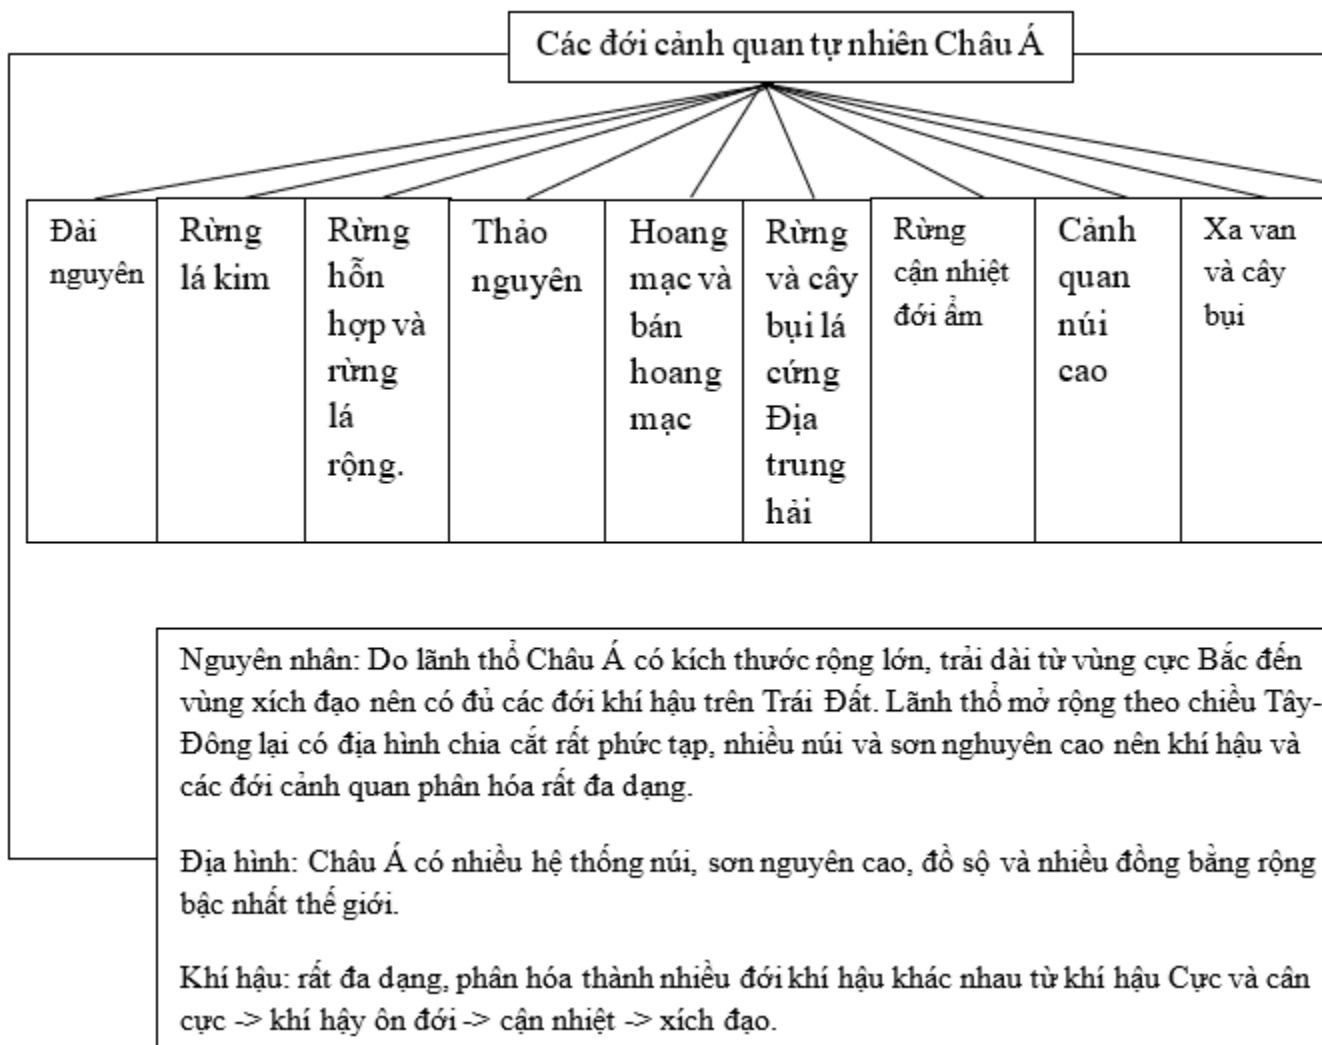 Các đới cảnh quan tự nhiên Châu Á
Đài
nguyên
Rừng
lá kim
Rừng
hỗn
hợp và
rừng
lá
rộng.
Thảo
nguyên
Hoang
mạc và
bán
hoang
mạc
Rừng
và cây
bụi lá
cứng
Địa
trung
hải
Rừng
cận nhiệt
đới ẩm
Cảnh
quan
núi
cao
Xa van
và cây
bụi
Nguyên nhân: Do lãnh thổ Châu Á có kích thước rộng lớn, trải dài từ vùng cực Bắc đến
vùng xích đạo nên có đủ các đới khí hậu trên Trái Đất. Lãnh thổ mở rộng theo chiều Tây-
Đông lại có địa hình chia cắt rất phức tạp, nhiều núi và sơn nghuyên cao nên khí hậu và
các đới cảnh quan phân hóa rất đa dạng.
Địa hình: Châu Á có nhiều hệ thống núi, sơn nguyên cao, đồ sộ và nhiều đồng bằng rộng
bậc nhất thế giới.
Khí hậu: rất đa dạng, phân hóa thành nhiều đới khí hậu khác nhau từ khí hậu Cực và cân
cực -> khí hậy ôn đới -> cận nhiệt -> xích đạo.